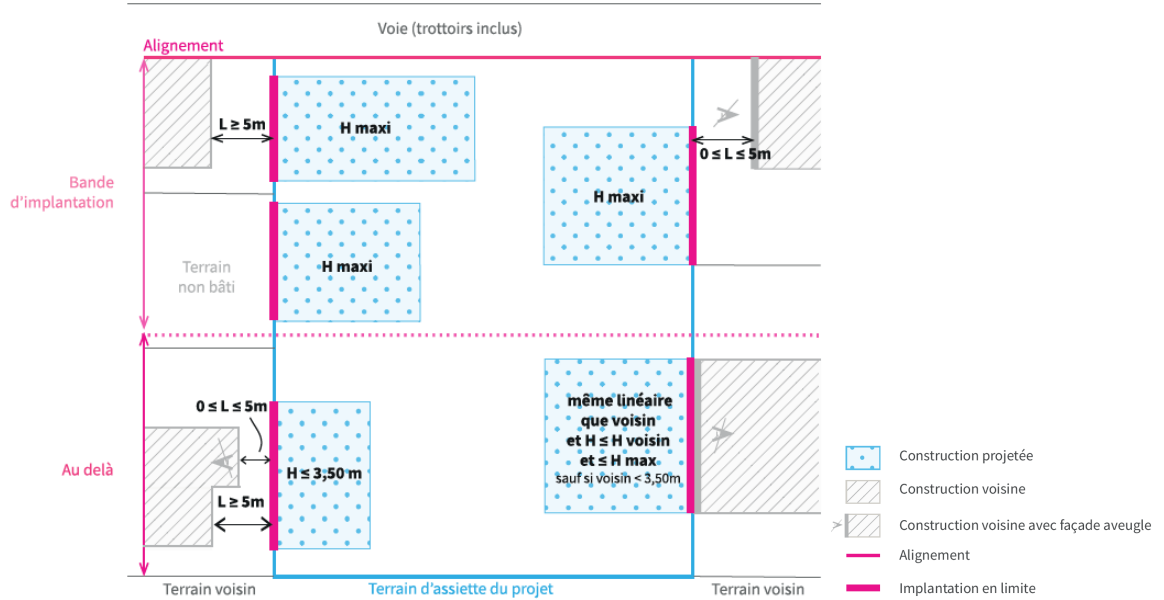 Voie (trottoirs inclus)
Alignement
L ≥ 5m
H maxi
0 ≤ L ≤ 5m
H maxi
Bande
d'implantation
Terrain
non bâti
H maxi
0 ≤ L ≤ 5m
même linéaire
que voisin
et H ≤ H voisin
et ≤ H max
sauf si voisin < 3,50m
Au delà
H ≤ 3,50 m
L ≥ 5m
Terrain voisin
Terrain d'assiette du projet
Terrain voisin
Construction projetée
Construction voisine
Construction voisine avec façade aveugle
Alignement
Implantation en limite